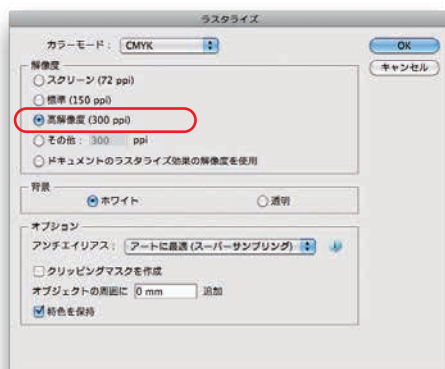 ラスタライズ
カラーモード： CMYK
OK
キャンセル
解像度
スクリーン (72 ppi)
標準 (150 ppi)
高解像度 (300 ppi)
その他： 300 ppi
ドキュメントのラスタライズ効果の解像度を使用
背景
ホワイト 透明
オプション
アンチエイリアス： アートに最適 (スーパーサンプリング)
クリッピングマスクを作成
オブジェクトの周囲に 0 mm 追加
特色を保持